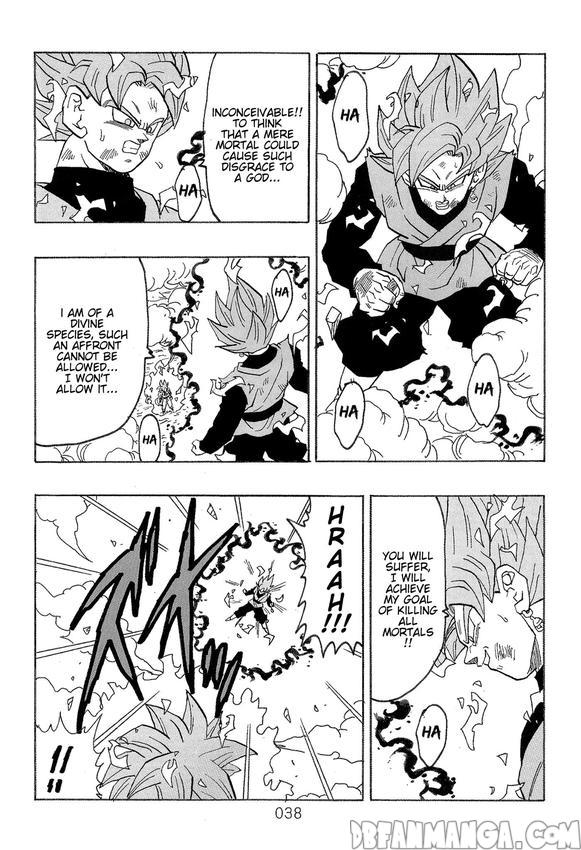 HA
HA
HA
INCONCEIVABLE!!
TO THINK
THAT A MERE
MORTAL COULD
CAUSE SUCH
DISGRACE TO
A GOD...
HA
HA
I AM OF A
DIVINE
SPECIES, SUCH
AN AFFRONT
CANNOT BE
ALLOWED...
I WON'T
ALLOW IT...
HA
YOU WILL
SUFFER,
I WILL
ACHIEVE
MY GOAL
OF KILLING
ALL
MORTALS
!!
HA
HRAAH!!!
!!
038
DBFANMANGA.COM